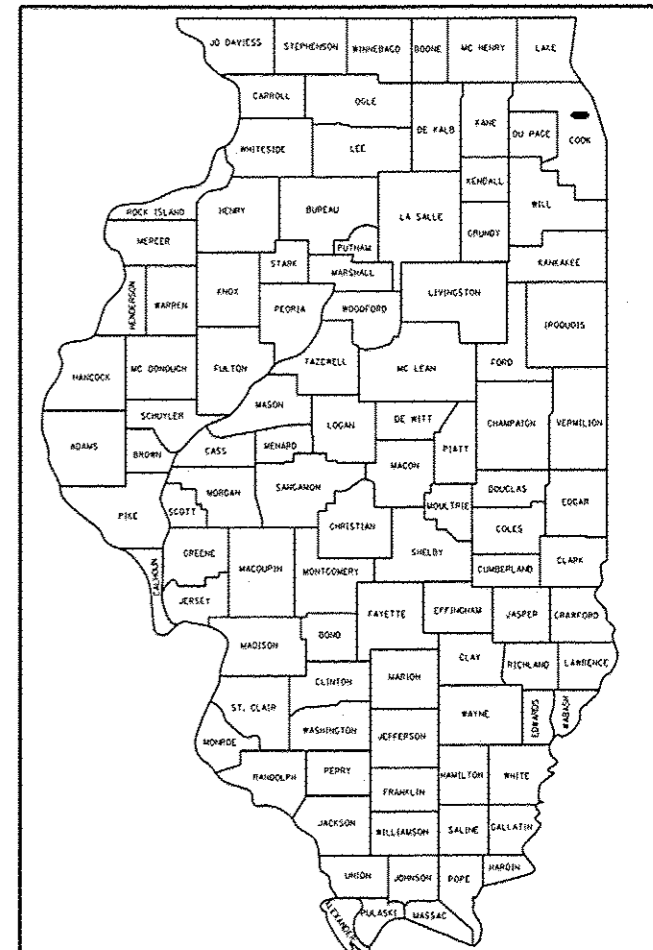 JO DAVIESS STEPHENSON WINNEBAGO BOONE MC HENRY LAKE
CARROLL OGLE DE KALB KANE DU PAGE COOK
WHITESIDE LEE KENDALL WILL
ROCK ISLAND HENRY BUREAU LA SALLE GRUNDY
MERCER PUTNAM KANKAKEE
STARK MARSHALL
HENDERSON WARREN KNOX PEORIA WOODFORD LIVINGSTON IROQUOIS
HANCOCK MC DONOUGH FULTON TAZEWELL MC LEAN FORD
SCHUYLER MASON LOGAN DE WITT CHAMPAIGN VERMILION
ADAMS BROWN CASS MENARD MACON PIATT
PIKE SCOTT MORGAN SANGAMON CHRISTIAN MOULTRIE DOUGLAS EDGAR
COLES
CALHOUN GREENE MACOUPIN MONTGOMERY SHELBY CUMBERLAND CLARK
JERSEY FAYETTE EFFINGHAM JASPER CRAWFORD
MADISON BOND CLAY RICHLAND LAWRENCE
CLINTON MARION
ST. CLAIR WASHINGTON JEFFERSON WAYNE EDWARDS WABASH
MONROE
RANDOLPH PERRY FRANKLIN HAMILTON WHITE
JACKSON WILLIAMSON SALINE GALLATIN
UNION JOHNSON POPE HARDIN
ALEXANDER PULASKI MASSAC